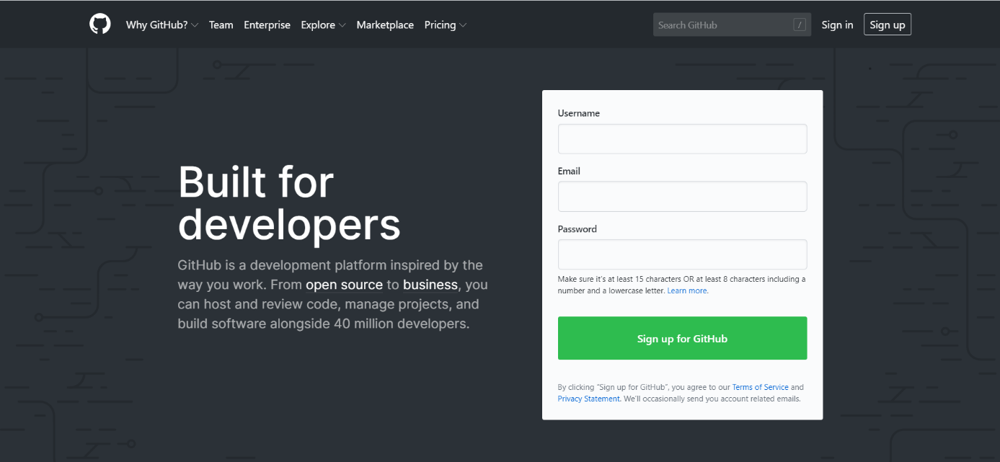 Why GitHub? Team Enterprise Explore Marketplace Pricing Search GitHub / Sign in Sign up
Built for
developers
GitHub is a development platform inspired by the
way you work. From open source to business, you
can host and review code, manage projects, and
build software alongside 40 million developers.
Username
Email
Password
Make sure it's at least 15 characters OR at least 8 characters including a
number and a lowercase letter. Learn more.
Sign up for GitHub
By clicking “Sign up for GitHub”, you agree to our Terms of Service and
Privacy Statement. We'll occasionally send you account related emails.